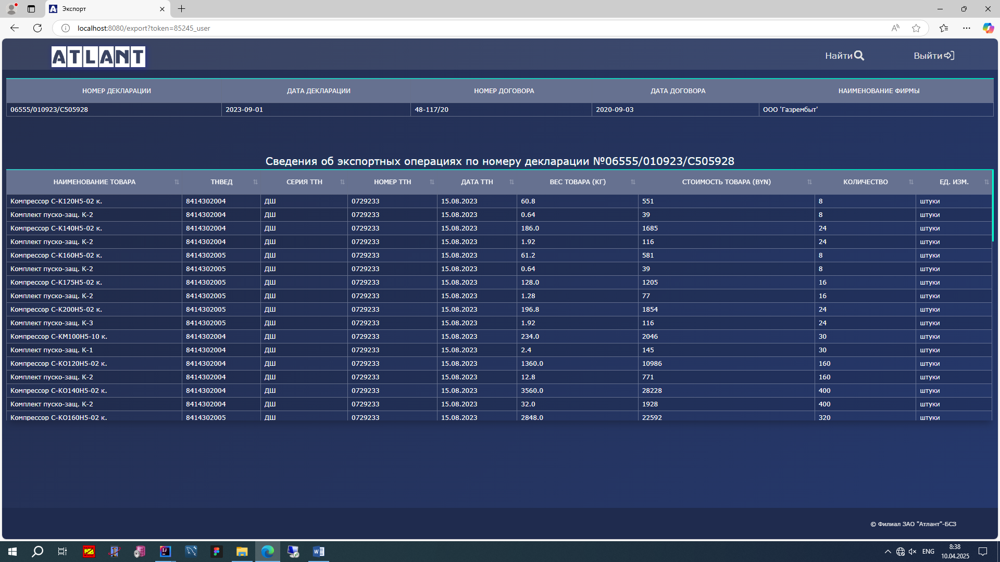 Экспорт
localhost:8080/export?token=85245_user
ATLANT
Найти
Выйти
НОМЕР ДЕКЛАРАЦИИ ДАТА ДЕКЛАРАЦИИ НОМЕР ДОГОВОРА ДАТА ДОГОВОРА НАИМЕНОВАНИЕ ФИРМЫ
06555/010923/С505928 2023-09-01 48-117/20 2020-09-03 ООО 'Газрембыт'
Сведения об экспортных операциях по номеру декларации №06555/010923/С505928
НАИМЕНОВАНИЕ ТОВАРА ТНВЕД СЕРИЯ ТТН НОМЕР ТТН ДАТА ТТН ВЕС ТОВАРА (КГ) СТОИМОСТЬ ТОВАРА (BYN) КОЛИЧЕСТВО ЕД. ИЗМ.
Компрессор С-К120Н5-02 к. 8414302004 ДШ 0729233 15.08.2023 60.8 551 8 штуки
Комплект пуско-защ. К-2 8414302004 ДШ 0729233 15.08.2023 0.64 39 8 штуки
Компрессор С-К140Н5-02 к. 8414302004 ДШ 0729233 15.08.2023 186.0 1685 24 штуки
Комплект пуско-защ. К-2 8414302004 ДШ 0729233 15.08.2023 1.92 116 24 штуки
Компрессор С-К160Н5-02 к. 8414302005 ДШ 0729233 15.08.2023 61.2 581 8 штуки
Комплект пуско-защ. К-2 8414302005 ДШ 0729233 15.08.2023 0.64 39 8 штуки
Компрессор С-К175Н5-02 к. 8414302005 ДШ 0729233 15.08.2023 128.0 1205 16 штуки
Комплект пуско-защ. К-2 8414302005 ДШ 0729233 15.08.2023 1.28 77 16 штуки
Компрессор С-К200Н5-02 к. 8414302005 ДШ 0729233 15.08.2023 196.8 1854 24 штуки
Комплект пуско-защ. К-3 8414302005 ДШ 0729233 15.08.2023 1.92 116 24 штуки
Компрессор С-КМ100Н5-10 к. 8414302004 ДШ 0729233 15.08.2023 234.0 2046 30 штуки
Комплект пуско-защ. К-1 8414302004 ДШ 0729233 15.08.2023 2.4 145 30 штуки
Компрессор С-КО120Н5-02 к. 8414302004 ДШ 0729233 15.08.2023 1360.0 10986 160 штуки
Комплект пуско-защ. К-2 8414302004 ДШ 0729233 15.08.2023 12.8 771 160 штуки
Компрессор С-КО140Н5-02 к. 8414302004 ДШ 0729233 15.08.2023 3560.0 28228 400 штуки
Комплект пуско-защ. К-2 8414302004 ДШ 0729233 15.08.2023 32.0 1928 400 штуки
Компрессор С-КО160Н5-02 к. 8414302005 ДШ 0729233 15.08.2023 2848.0 22592 320 штуки
© Филиал ЗАО "Атлант"-БСЗ
ENG
8:38
10.04.2025